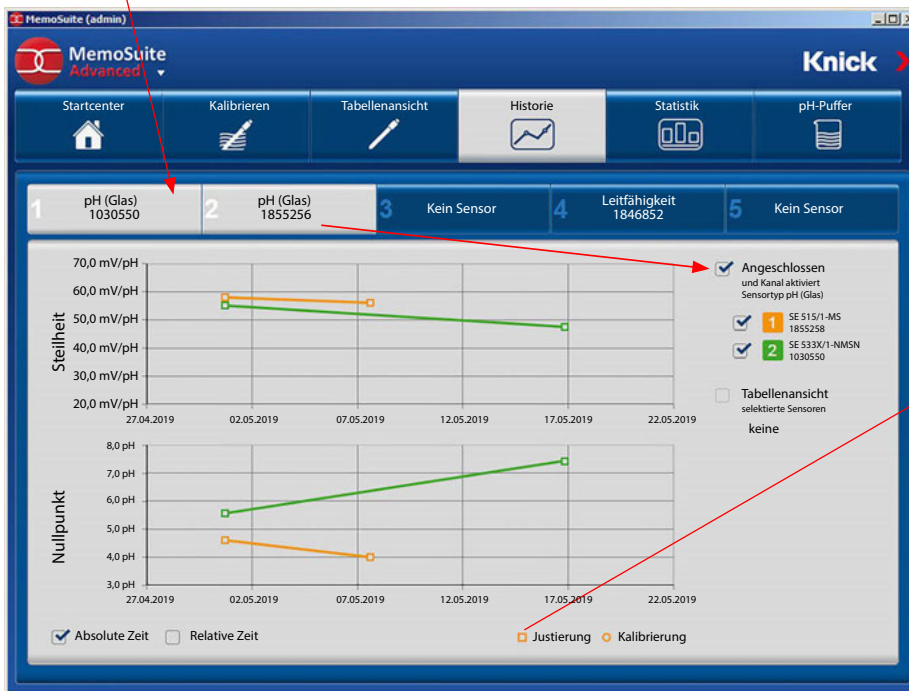 MemoSuite (admin)
MemoSuite
Advanced
Knick
Startcenter
Kalibrieren
Tabellenansicht
Historie
Statistik
pH-Puffer
1 pH (Glas)
1030550
2 pH (Glas)
1855256
3 Kein Sensor
4 Leitfähigkeit
1846852
5 Kein Sensor
Steilheit
70,0 mV/pH
60,0 mV/pH
50,0 mV/pH
40,0 mV/pH
30,0 mV/pH
20,0 mV/pH
27.04.2019 02.05.2019 07.05.2019 12.05.2019 17.05.2019 22.05.2019
Nullpunkt
8,0 pH
7,0 pH
6,0 pH
5,0 pH
4,0 pH
3,0 pH
27.04.2019 02.05.2019 07.05.2019 12.05.2019 17.05.2019 22.05.2019
Angeschlossen
und Kanal aktiviert
Sensortyp pH (Glas)
1 SE 515/1-MS
1855258
2 SE 533X/1-NMSN
1030550
Tabellenansicht
selektierte Sensoren
keine
Absolute Zeit Relative Zeit
Justierung Kalibrierung